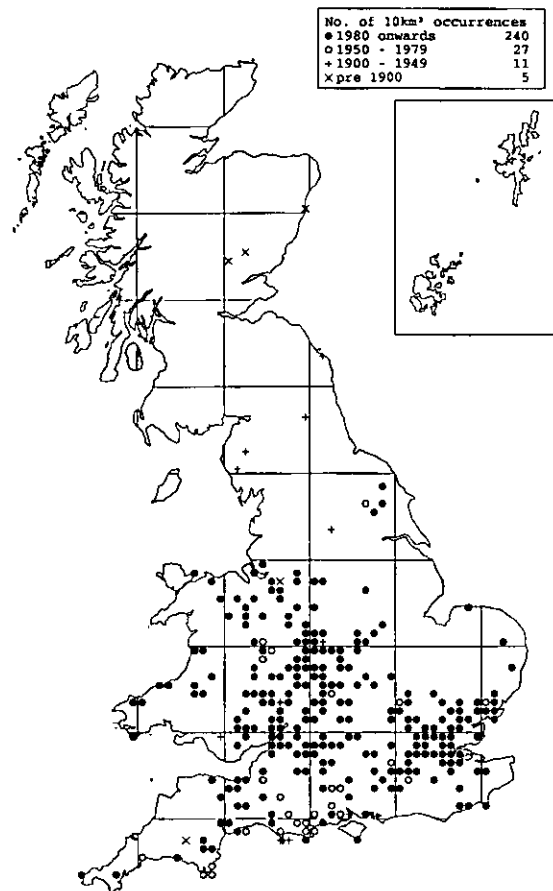 No. of 10km² occurrences
● 1980 onwards 240
○ 1950 - 1979 27
+ 1900 - 1949 11
× pre 1900 5